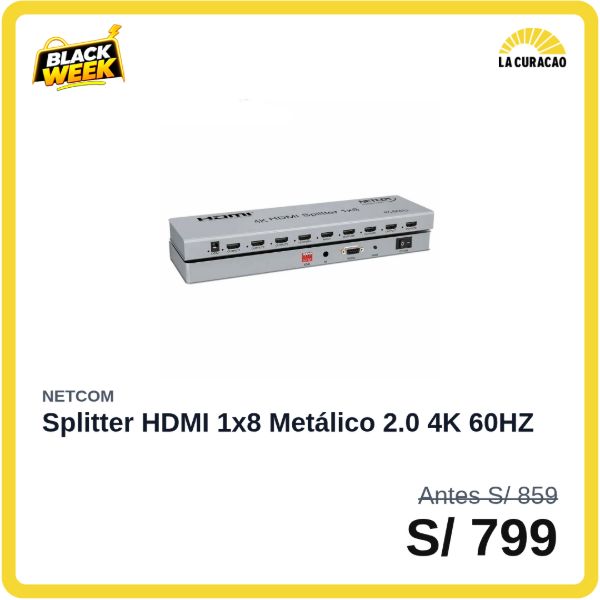 BLACK
WEEK
LA CURACAO
HDMI
4K HDMI Splitter 1x8
NETCOM
Splitter HDMI 1x8 Metálico 2.0 4K 60HZ
Antes S/ 859
S/ 799